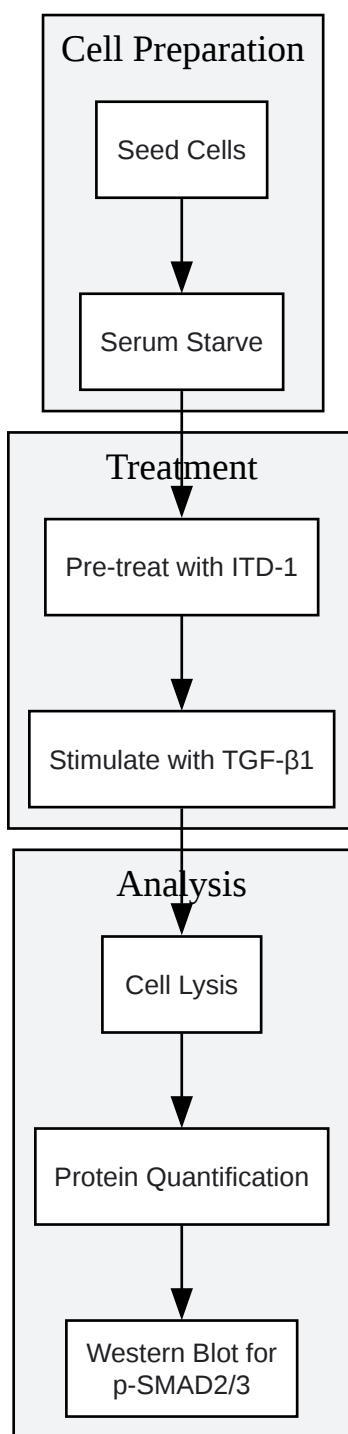 Cell Preparation
Seed Cells
Serum Starve
Treatment
Pre-treat with ITD-1
Stimulate with TGF-β1
Analysis
Cell Lysis
Protein Quantification
Western Blot for
p-SMAD2/3